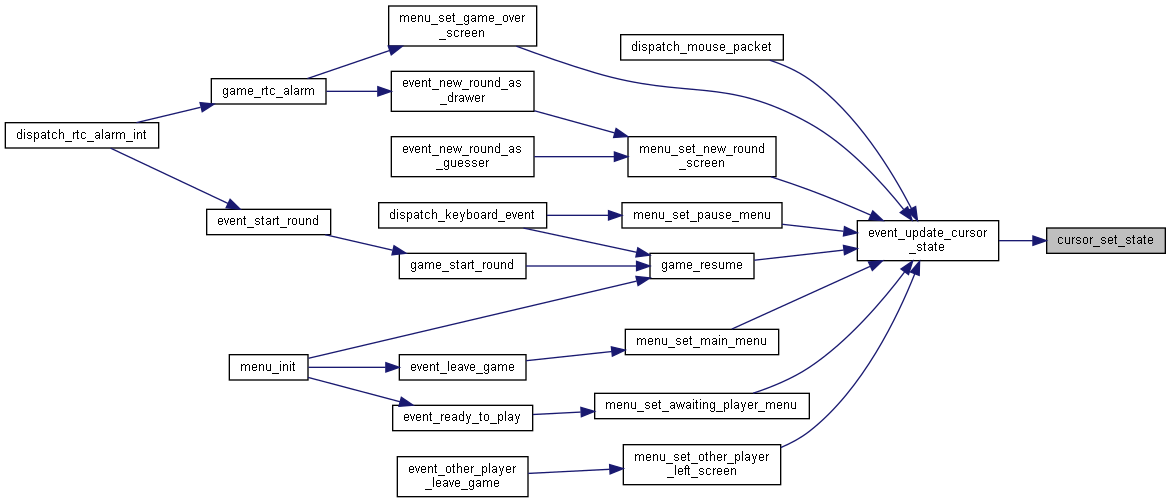 menu_set_game_over
_screen
dispatch_mouse_packet
game_rtc_alarm
event_new_round_as
_drawer
dispatch_rtc_alarm_int
event_new_round_as
_guesser
menu_set_new_round
_screen
event_start_round
dispatch_keyboard_event
menu_set_pause_menu
event_update_cursor
_state
cursor_set_state
game_start_round
game_resume
menu_set_main_menu
menu_init
event_leave_game
event_ready_to_play
menu_set_awaiting_player_menu
event_other_player
_leave_game
menu_set_other_player
_left_screen